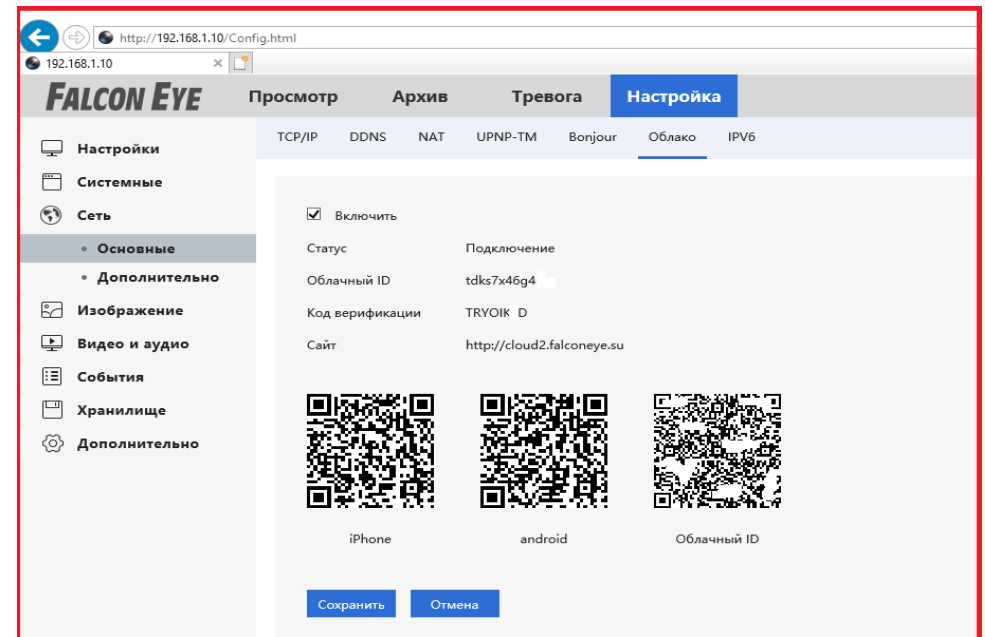 http://192.168.1.10/Config.html
192.168.1.10
FALCON EYE
Просмотр Архив Тревога Настройка
TCP/IP DDNS NAT UPNP-TM Bonjour Облако IPV6
Настройки
Системные
Сеть
Основные
Дополнительно
Изображение
Видео и аудио
События
Хранилище
Дополнительно
Включить
Статус Подключение
Облачный ID tdks7x46g4
Код верификации TRYOIK D
Сайт http://cloud2.falconeye.su
iPhone android Облачный ID
Сохранить Отмена